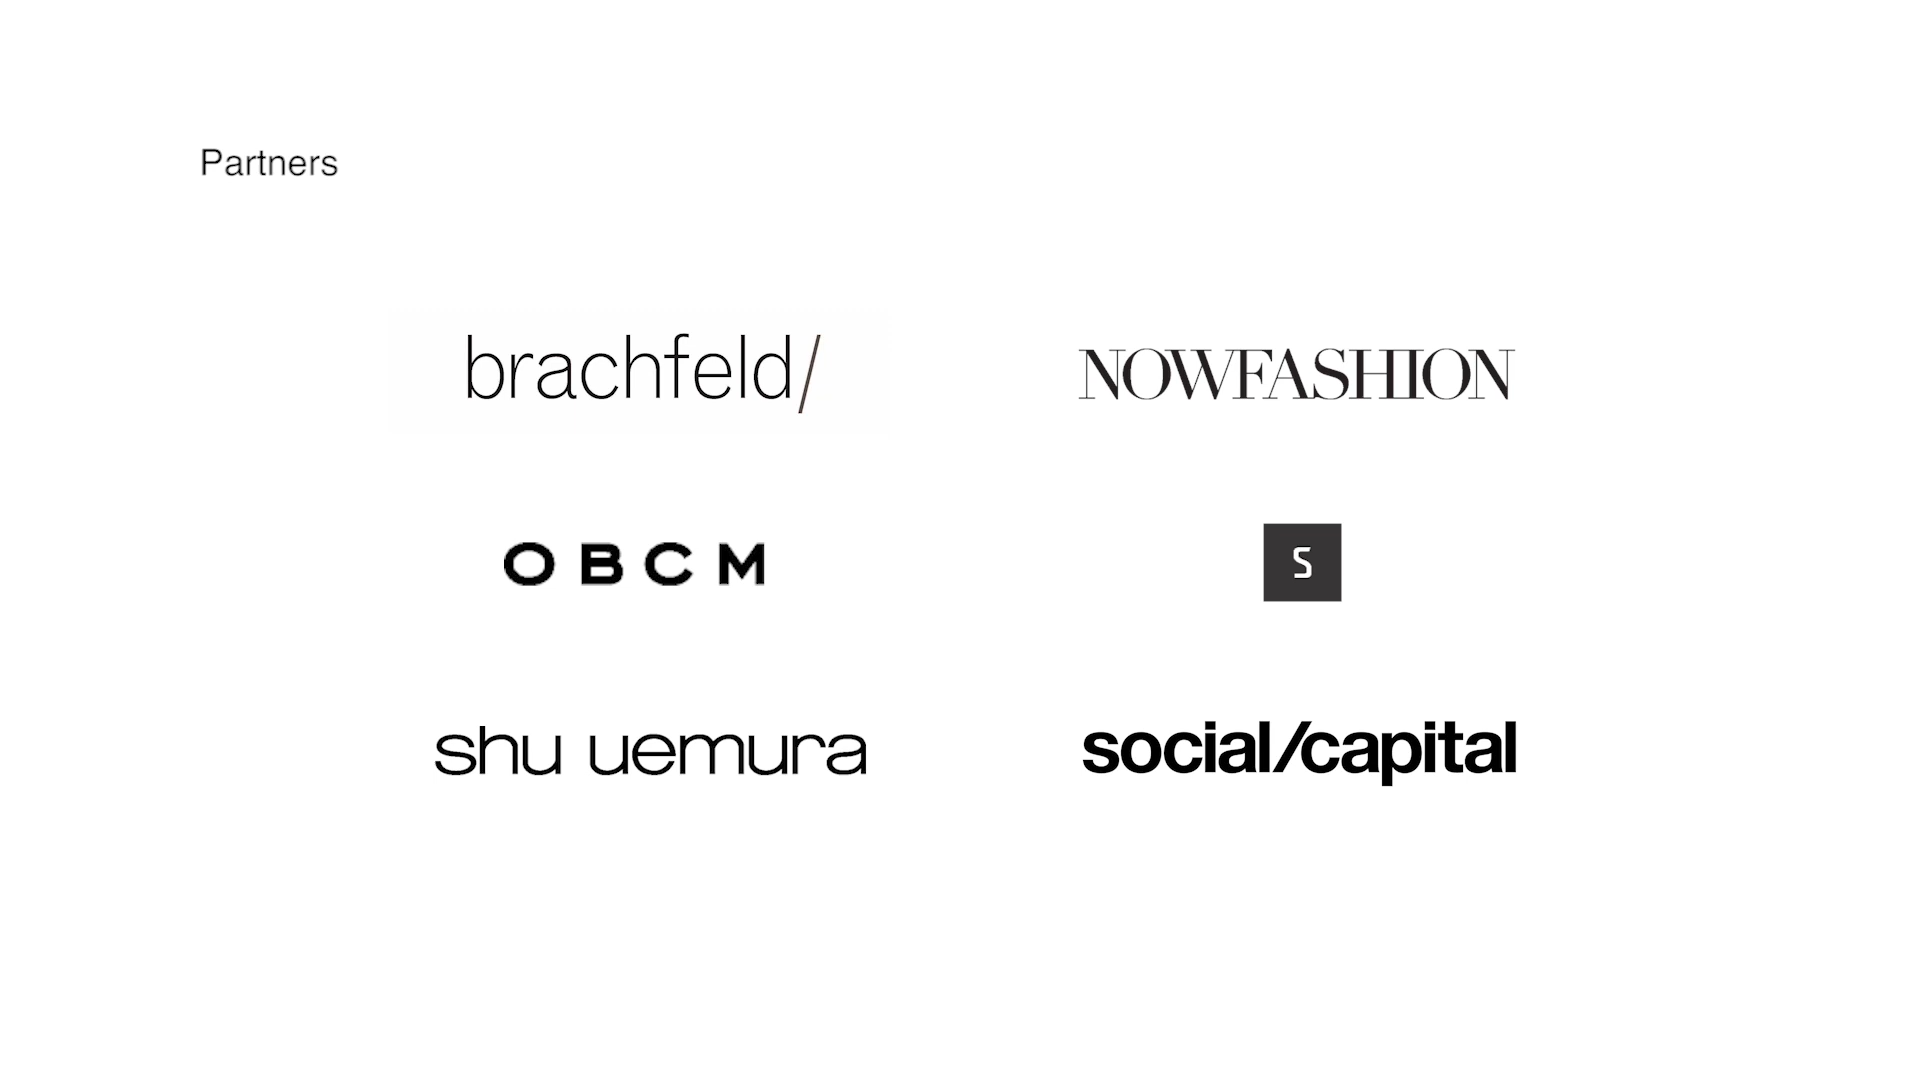 Partners
brachfeld/
NOWFASHION
OBCM
S
shu uemura
social/capital